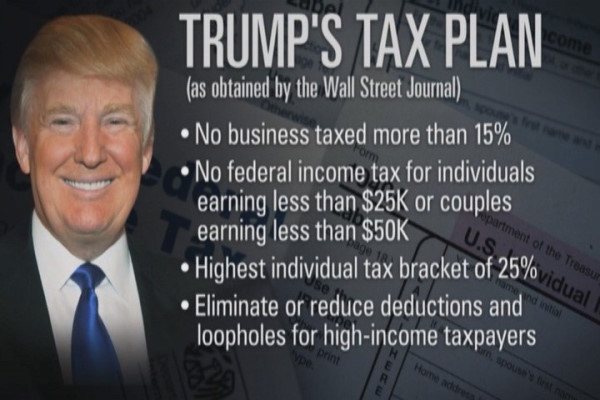 TRUMP'S TAX PLAN
(as obtained by the Wall Street Journal)
• No business taxed more than 15%
• No federal income tax for individuals
earning less than $25K or couples
earning less than $50K
• Highest individual tax bracket of 25%
• Eliminate or reduce deductions and
loopholes for high-income taxpayers